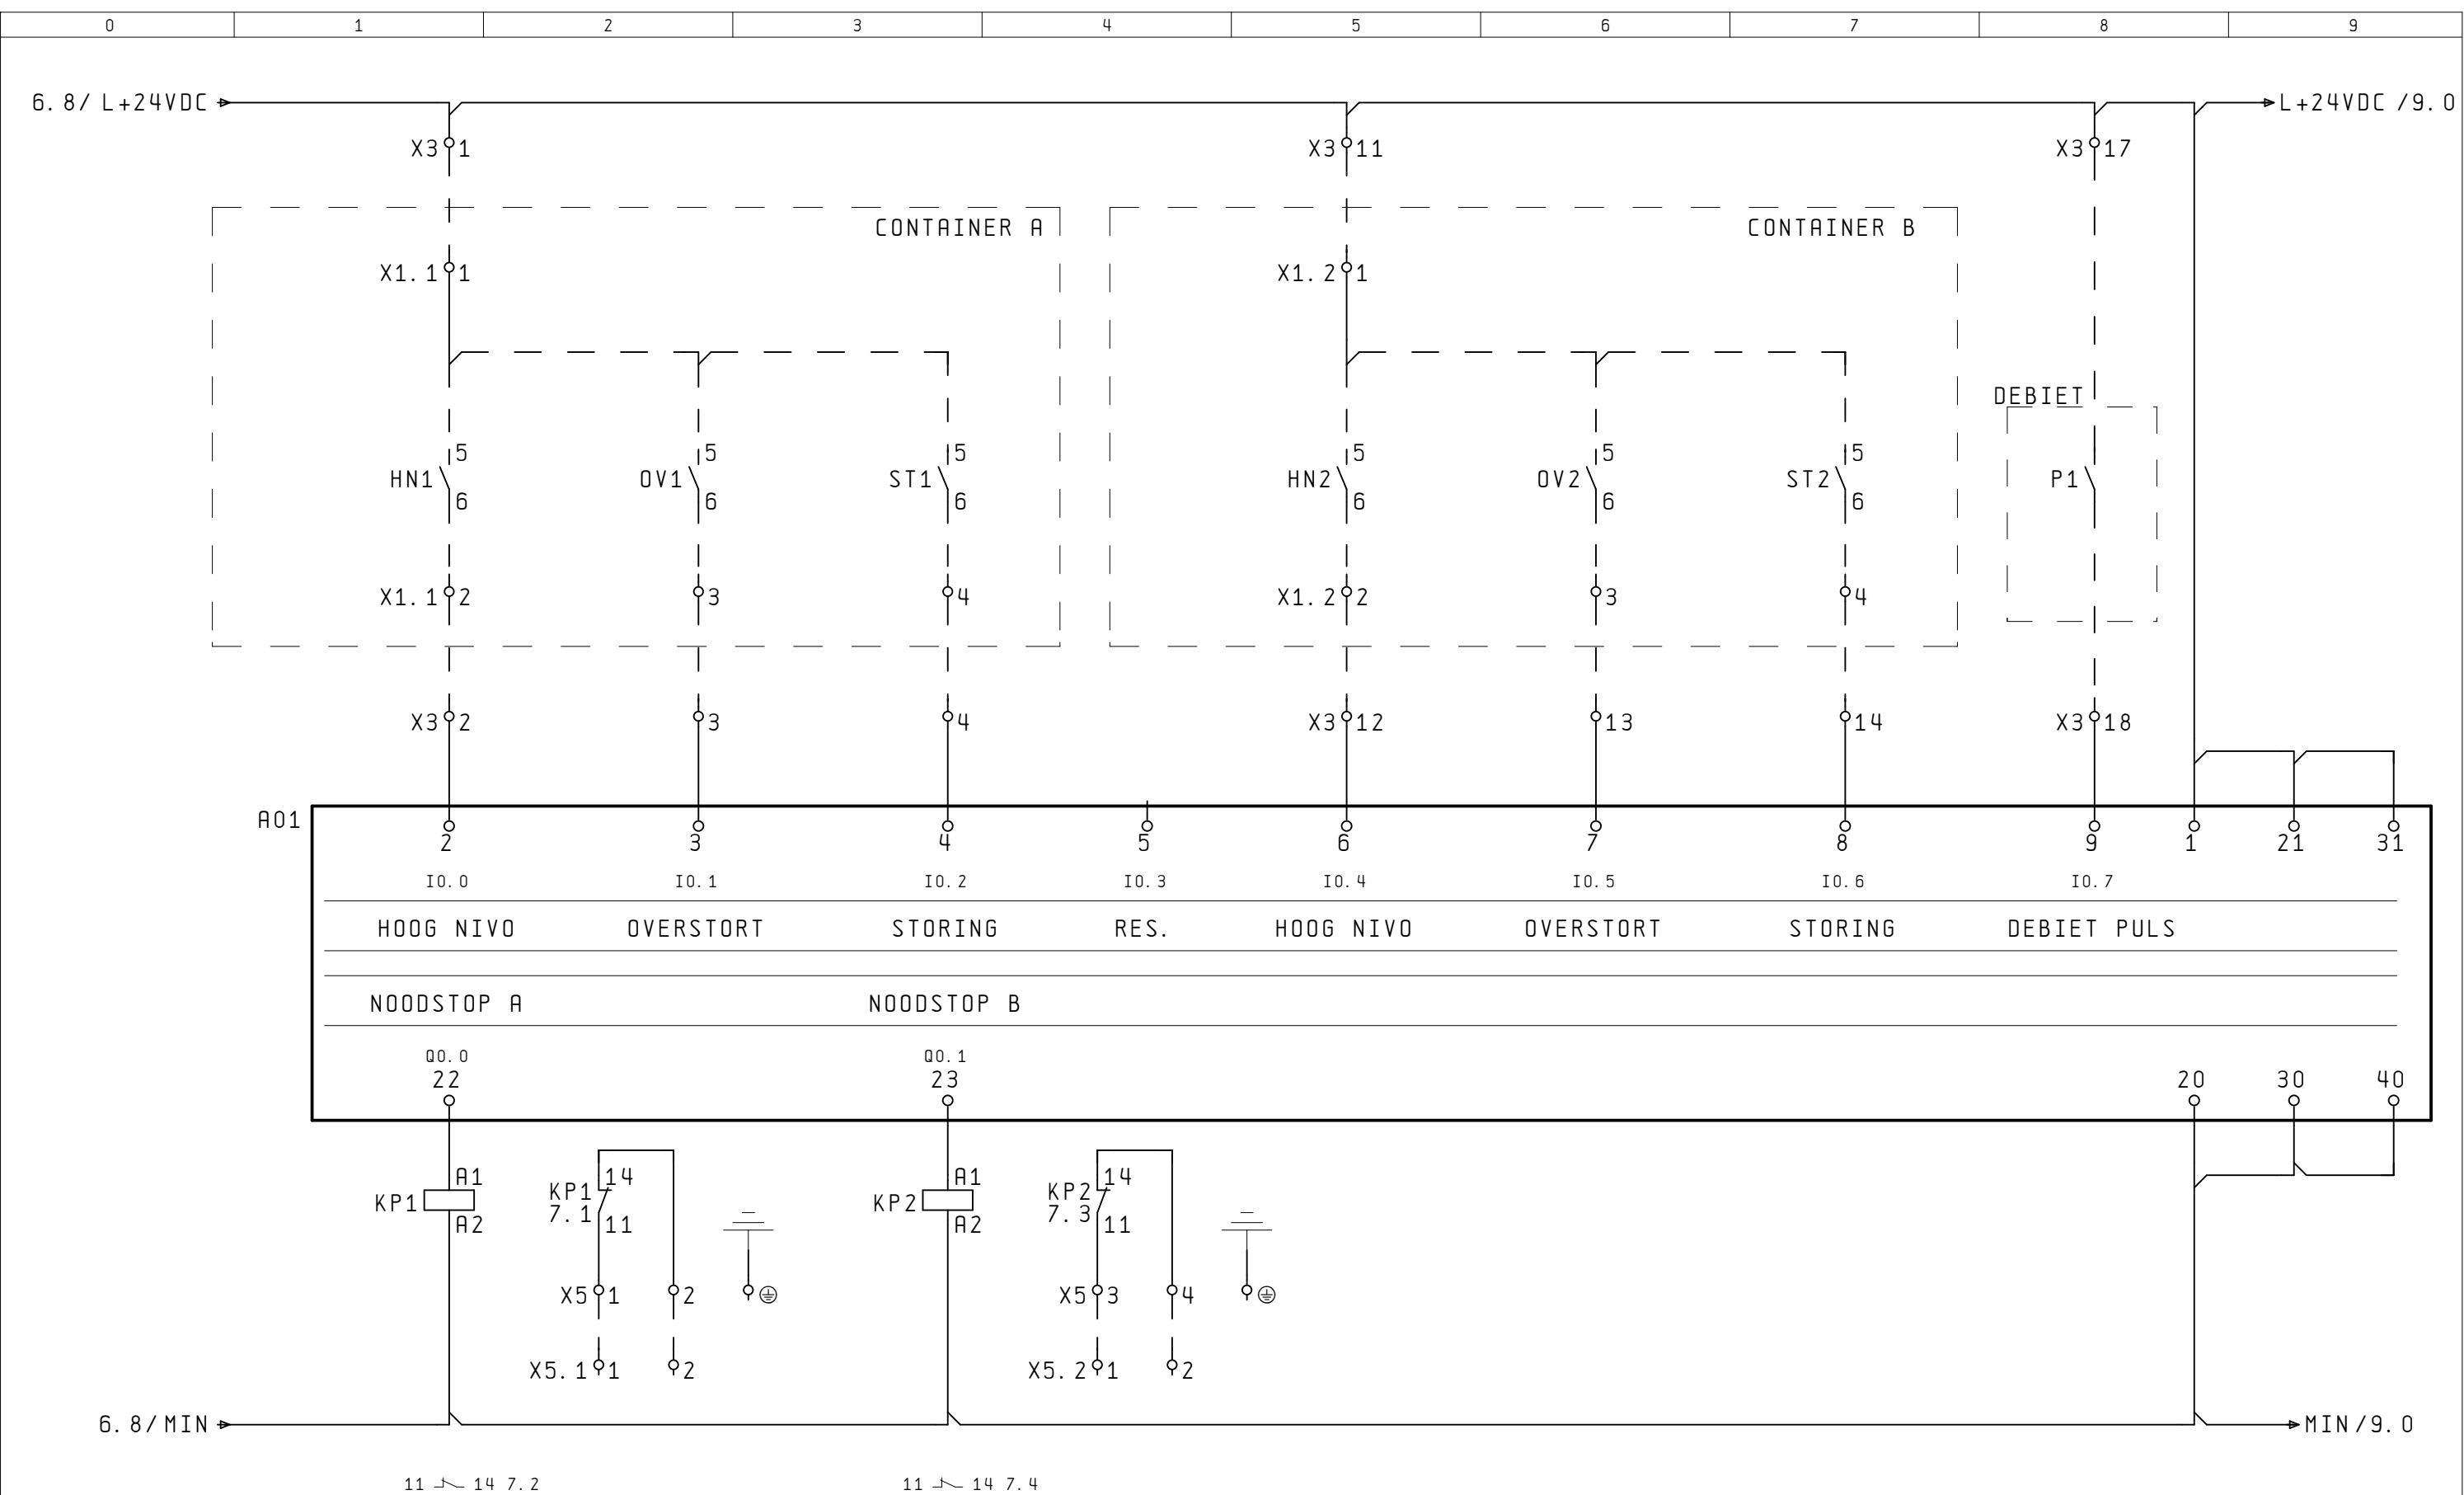 0 1 2 3 4 5 6 7 8 9
6.8/ L+24VDC L+24VDC /9.0
X3 1 X3 11 X3 17
CONTAINER A CONTAINER B
X1.1 1 X1.2 1
DEBIET
5 5 5 5 5 5
HN1 OV1 ST1 HN2 OV2 ST2 P1
6 6 6 6 6 6
X1.1 2 3 4 X1.2 2 3 4
X3 2 3 4 X3 12 13 14 X3 18
A01
2 3 4 5 6 7 8 9 1 21 31
I0.0 I0.1 I0.2 I0.3 I0.4 I0.5 I0.6 I0.7
HOOG NIVO OVERSTORT STORING RES. HOOG NIVO OVERSTORT STORING DEBIET PULS
NOODSTOP A NOODSTOP B
Q0.0 Q0.1
22 23 20 30 40
A1 14 A1 14
KP1 KP1 KP2 KP2
7.1 7.3
A2 11 A2 11
X5 1 2 X5 3 4
X5.1 1 2 X5.2 1 2
6.8/MIN MIN/9.0
11 14 7.2 11 14 7.4